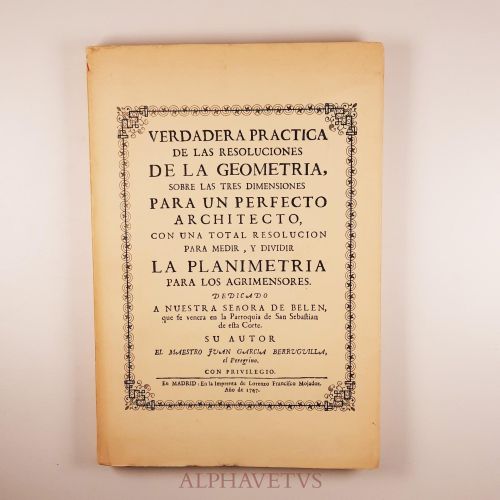 VERDADERA PRACTICA
DE LAS RESOLUCIONES
DE LA GEOMETRIA,
SOBRE LAS TRES DIMENSIONES
PARA UN PERFECTO
ARCHITECTO,
CON UNA TOTAL RESOLUCION
PARA MEDIR, Y DIVIDIR
LA PLANIMETRIA
PARA LOS AGRIMENSORES.
DEDICADO
A NUESTRA SEñORA DE BELEN,
que ſe venera en la Parroquia de San Sebaſtian
de eſta Corte.
SU AUTOR
EL MAESTRO JUAN GARCIA BERRUGUILLA,
el Peregrino.
CON PRIVILEGIO.
En MADRID: En la Imprenta de Lorenzo Franciſco Mojados,
Año de 1747.
ALPHAVETVS